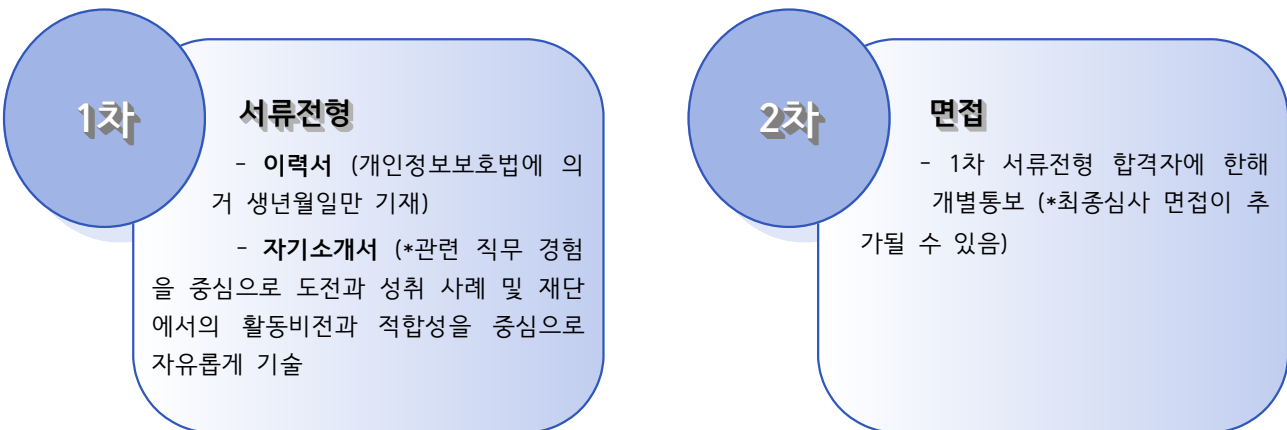 1차
서류전형
- 이력서 (개인정보보호법에 의
거 생년월일만 기재)
- 자기소개서 (*관련 직무 경험
을 중심으로 도전과 성취 사례 및 재단
에서의 활동비전과 적합성을 중심으로
자유롭게 기술
2차
면접
- 1차 서류전형 합격자에 한해
개별통보 (*최종심사 면접이 추
가될 수 있음)